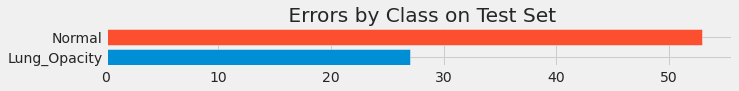 Errors by Class on Test Set
Normal
Lung_Opacity
0 10 20 30 40 50